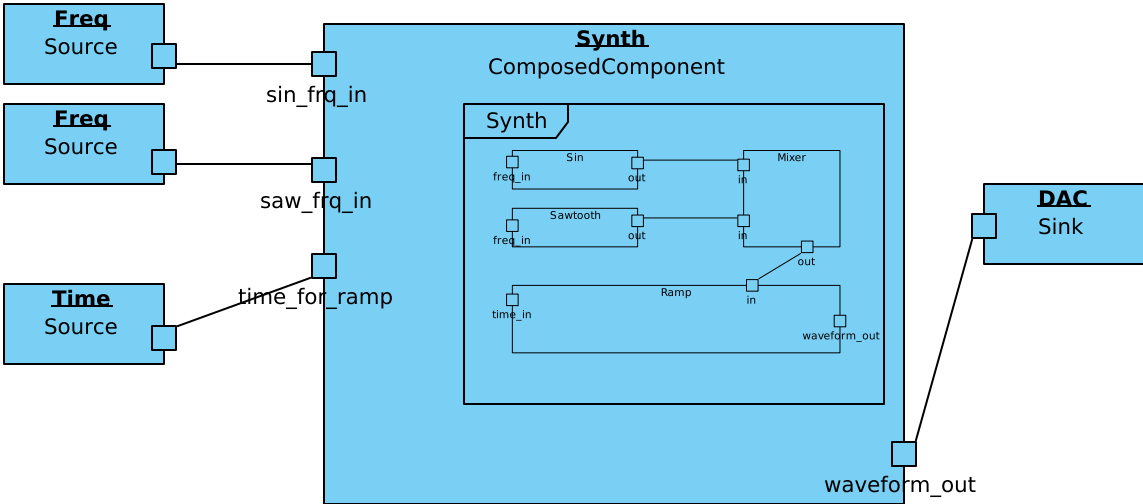 Freq
Source
Freq
Source
Time
Source
Synth
ComposedComponent
sin_frq_in
saw_frq_in
time_for_ramp
Synth
Sin
freq_in
out
in
Mixer
Sawtooth
freq_in
out
in
out
Ramp
in
time_in
waveform_out
DAC
Sink
waveform_out